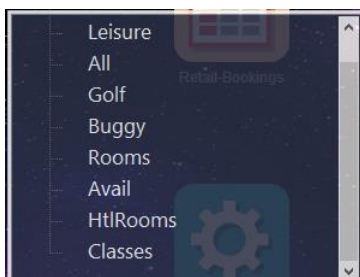 Leisure
All
Retail-Bookings
Golf
Buggy
Rooms
Avail
HtlRooms
Classes